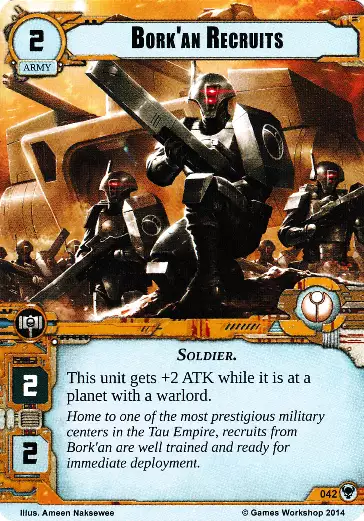 2
BORK'AN RECRUITS
ARMY
SOLDIER.
This unit gets +2 ATK while it is at a
planet with a warlord.
2
Home to one of the most prestigious military
centers in the Tau Empire, recruits from
Bork'an are well trained and ready for
immediate deployment.
2
042
Illus. Ameen Naksewee
© Games Workshop 2014